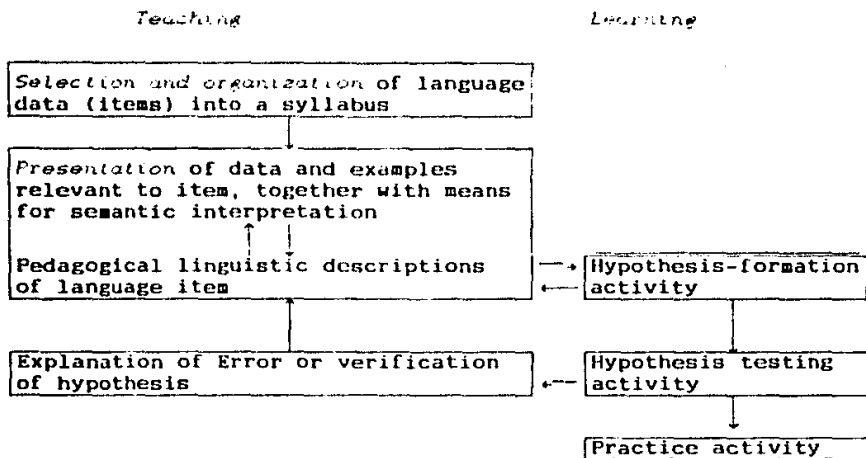 Teaching
Learning
Selection and organization of language
data (items) into a syllabus
Presentation of data and examples
relevant to item, together with means
for semantic interpretation
Pedagogical linguistic descriptions
of language item
Hypothesis-formation
activity
Explanation of Error or verification
of hypothesis
Hypothesis testing
activity
Practice activity